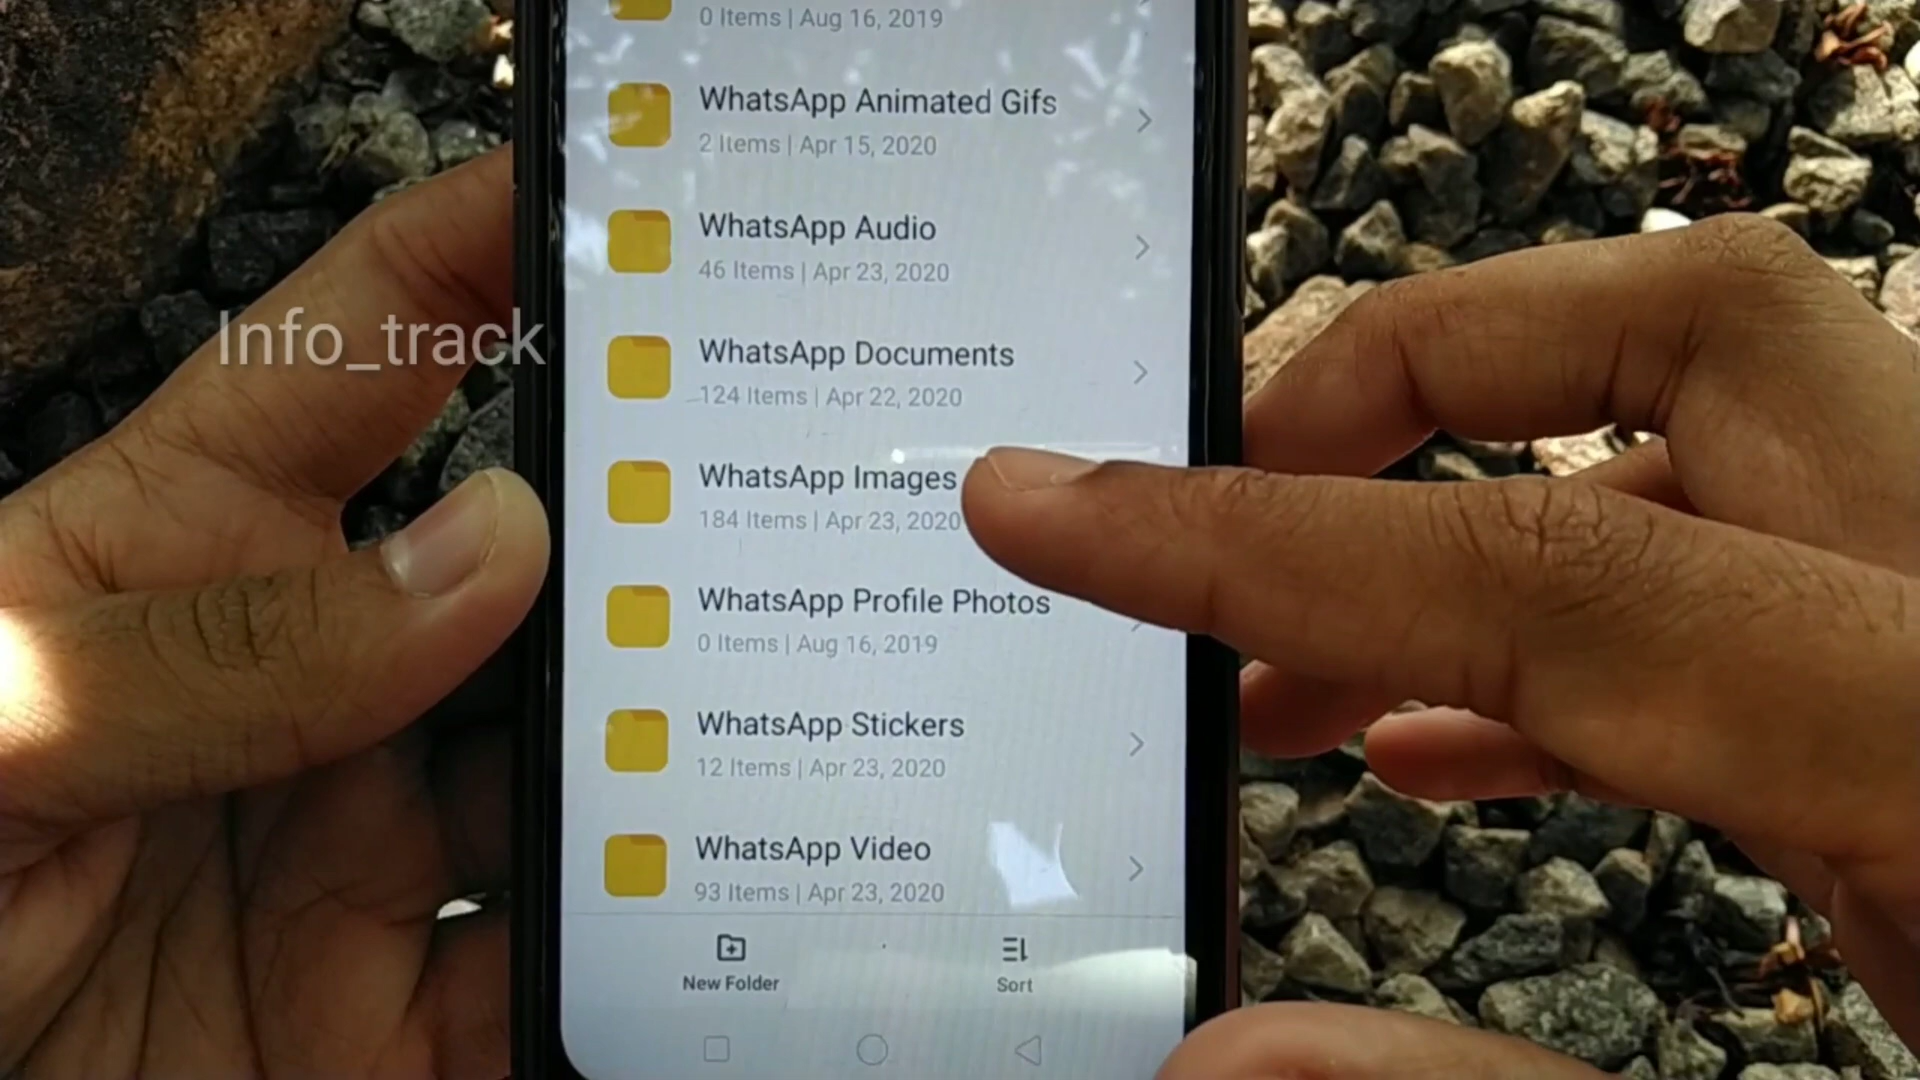 0 Items | Aug 16, 2019
WhatsApp Animated Gifs
2 Items | Apr 15, 2020
WhatsApp Audio
46 Items | Apr 23, 2020
Info_track
WhatsApp Documents
124 Items | Apr 22, 2020
WhatsApp Images
184 Items | Apr 23, 2020
WhatsApp Profile Photos
0 Items | Aug 16, 2019
WhatsApp Stickers
12 Items | Apr 23, 2020
WhatsApp Video
93 Items | Apr 23, 2020
New Folder
Sort